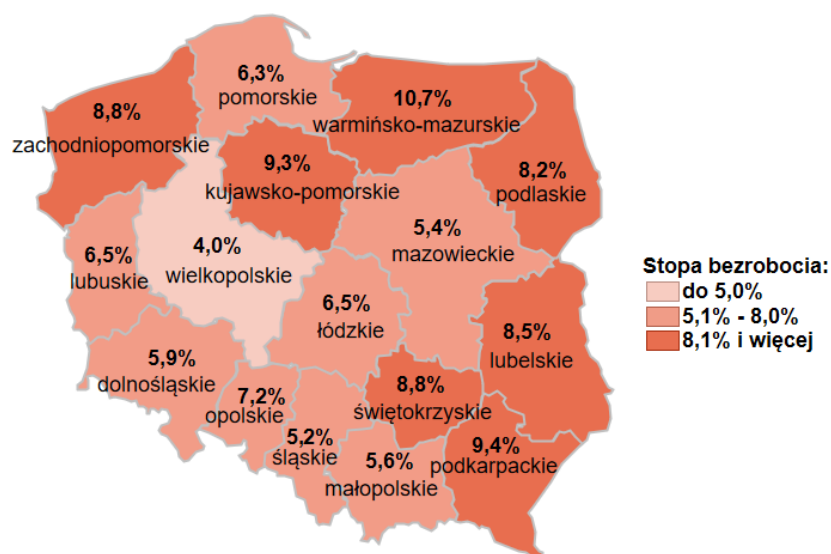 6,3%
pomorskie
8,8%
zachodniopomorskie
10,7%
warmińsko-mazurskie
9,3%
kujawsko-pomorskie
8,2%
podlaskie
5,4%
mazowieckie
4,0%
wielkopolskie
6,5%
lubuskie
6,5%
łódzkie
8,5%
lubelskie
5,9%
dolnośląskie
7,2%
opolskie
5,2%
śląskie
8,8%
świętokrzyskie
5,6%
małopolskie
9,4%
podkarpackie
Stopa bezrobocia:
do 5,0%
5,1% - 8,0%
8,1% i więcej